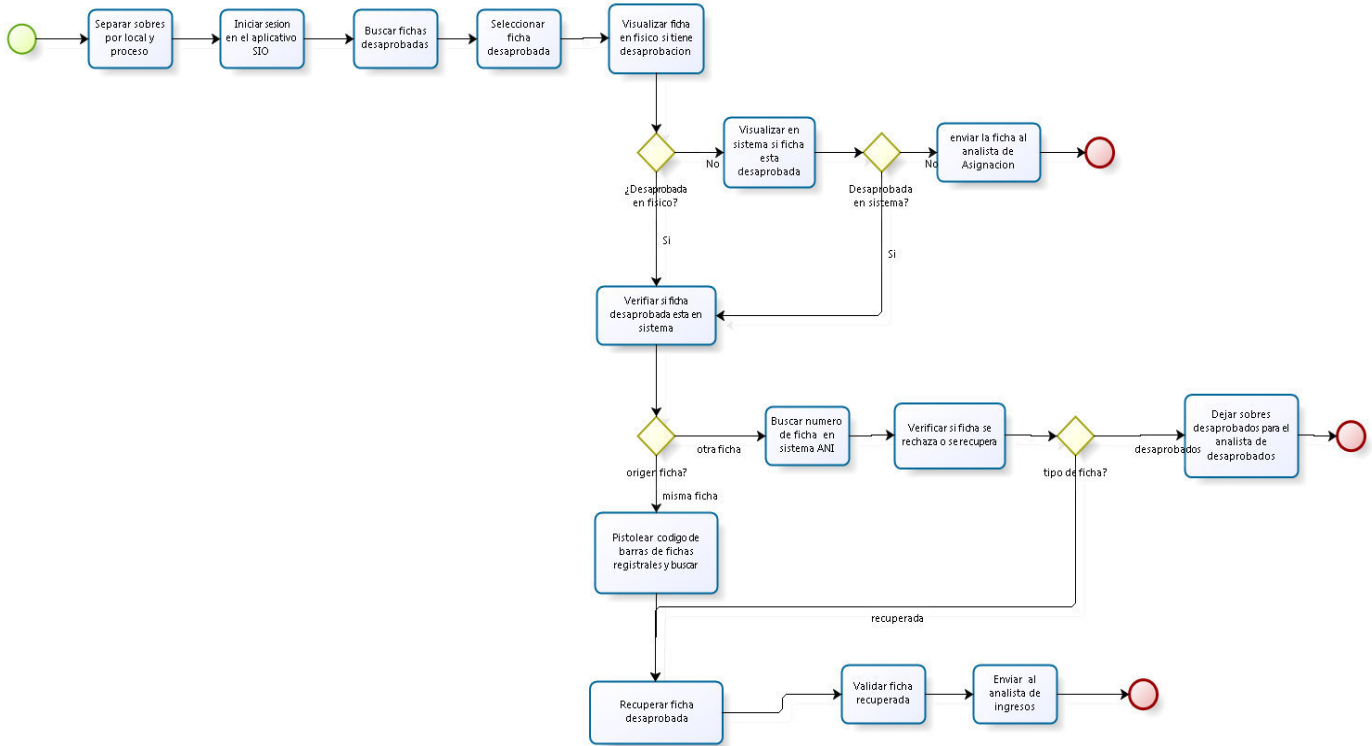 Separar sobres
por local y
proceso
Iniciar sesion
en el aplicativo
SIO
Buscar fichas
desaprobadas
Seleccionar
ficha
desaprobada
Visualizar ficha
en fisico si tiene
desaprobacion
¿Desaprobada
en fisico?
No
Visualizar en
sistema si ficha
esta
desaprobada
Desaprobada
en sistema?
No
enviar la ficha al
analista de
Asignacion
Si
Si
Verifiar si ficha
desaprobada esta en
sistema
origen ficha?
otra ficha
Buscar numero
de ficha en
sistema ANI
Verificar si ficha se
rechaza o se recupera
tipo de ficha?
desaprobados
Dejar sobres
desaprobados para el
analista de
desaprobados
misma ficha
Pistolear codigo de
barras de fichas
registrales y buscar
recuperada
Recuperar ficha
desaprobada
Validar ficha
recuperada
Enviar al
analista de
ingresos